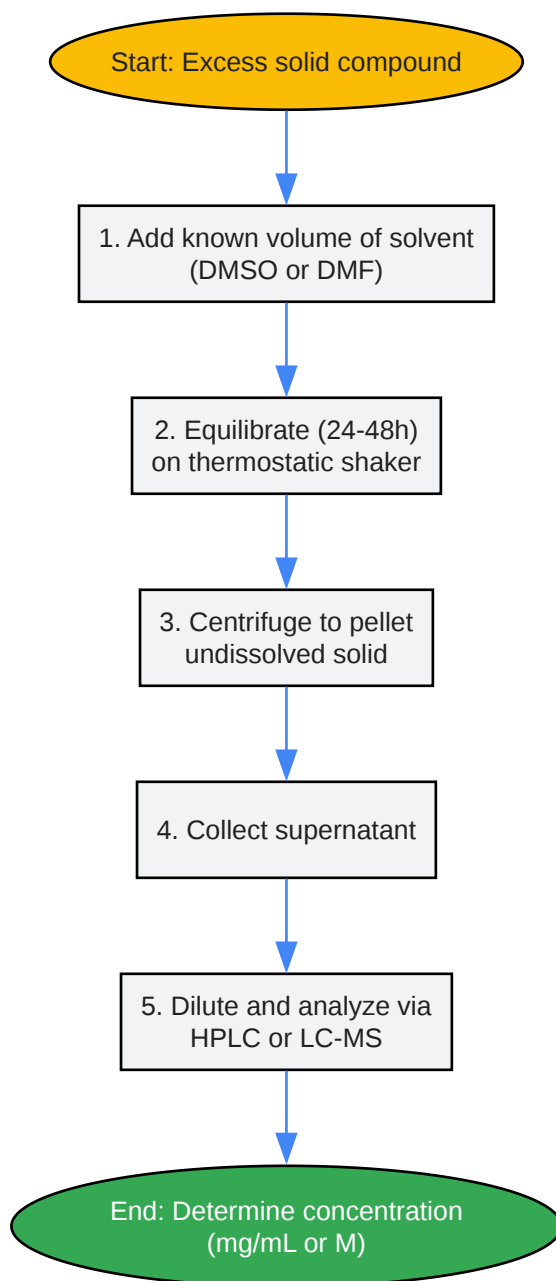 Start: Excess solid compound
1. Add known volume of solvent
(DMSO or DMF)
2. Equilibrate (24-48h)
on thermostatic shaker
3. Centrifuge to pellet
undissolved solid
4. Collect supernatant
5. Dilute and analyze via
HPLC or LC-MS
End: Determine concentration
(mg/mL or M)